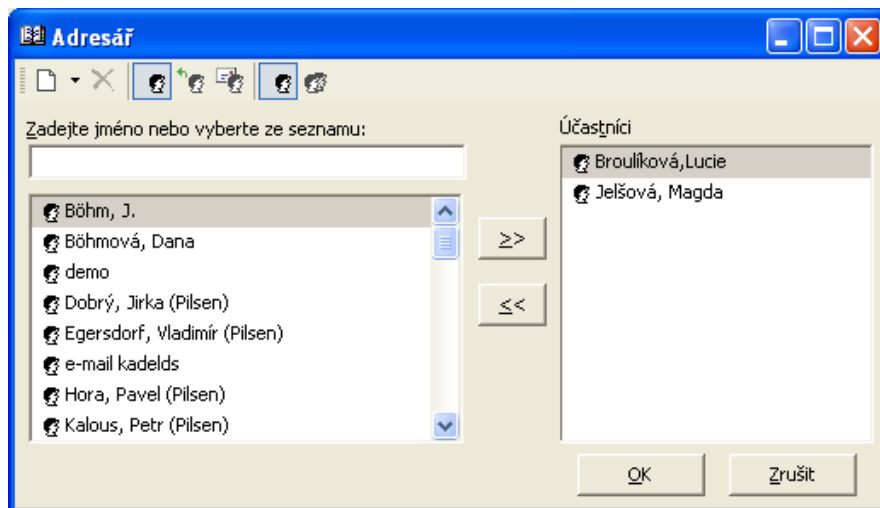 Adresář
Zadejte jméno nebo vyberte ze seznamu:
Böhm, J.
Böhmová, Dana
demo
Dobrý, Jirka (Pilsen)
Egersdorf, Vladimír (Pilsen)
e-mail kadelds
Hora, Pavel (Pilsen)
Kalous, Petr (Pilsen)
>>
<<
Účastníci
Broulíková,Lucie
Jelšová, Magda
OK
Zrušit